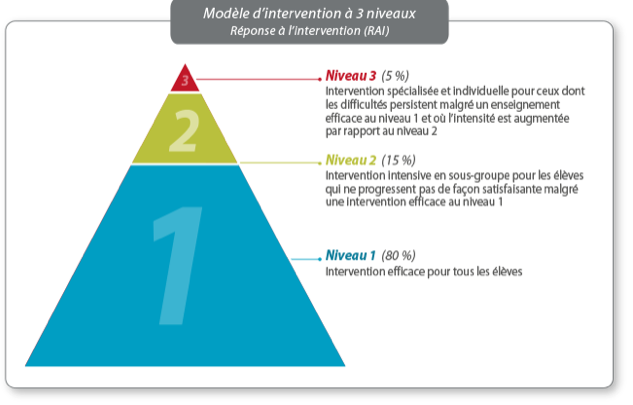 Modèle d’intervention à 3 niveaux
Réponse à l’intervention (RAI)
3
Niveau 3 (5 %)
Intervention spécialisée et individuelle pour ceux dont
les difficultés persistent malgré un enseignement
efficace au niveau 1 et où l’intensité est augmentée
par rapport au niveau 2
2
Niveau 2 (15 %)
Intervention intensive en sous-groupe pour les élèves
qui ne progressent pas de façon satisfaisante malgré
une intervention efficace au niveau 1
1
Niveau 1 (80 %)
Intervention efficace pour tous les élèves